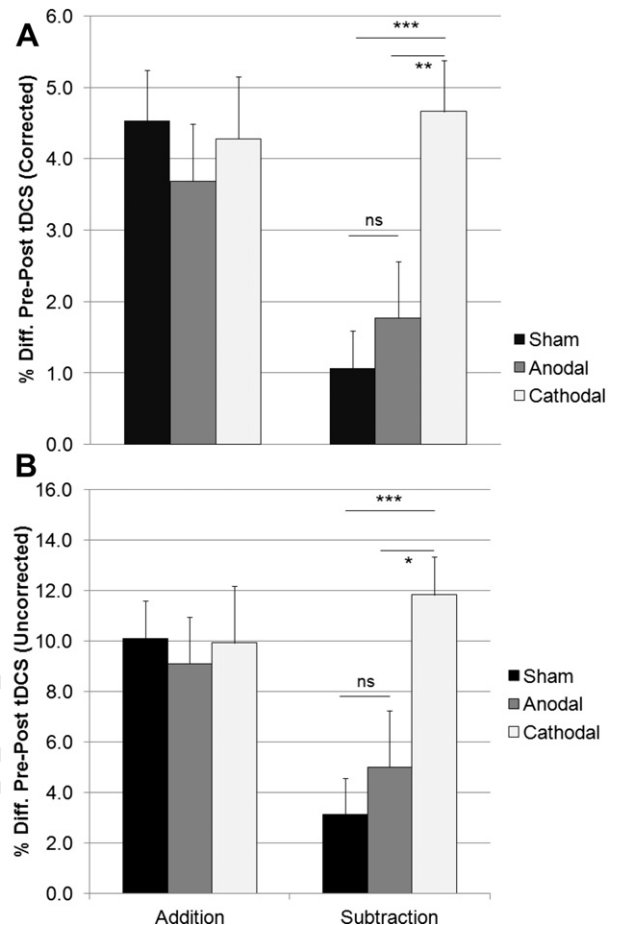 A
% Diff. Pre-Post tDCS (Corrected)
6.0
5.0
4.0
3.0
2.0
1.0
0.0
***
**
ns
Sham
Anodal
Cathodal
B
% Diff. Pre-Post tDCS (Uncorrected)
16.0
14.0
12.0
10.0
8.0
6.0
4.0
2.0
0.0
***
*
ns
Sham
Anodal
Cathodal
Addition
Subtraction